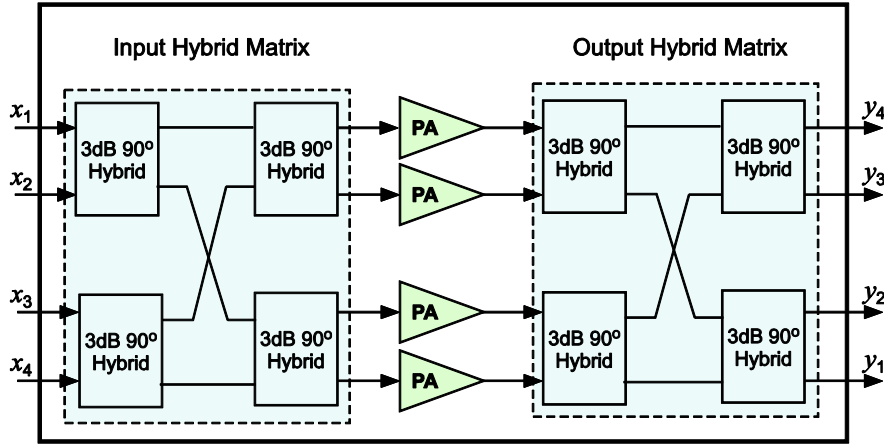 Input Hybrid Matrix
Output Hybrid Matrix
x1
x2
x3
x4
3dB 90º
Hybrid
3dB 90º
Hybrid
3dB 90º
Hybrid
3dB 90º
Hybrid
PA
PA
PA
PA
3dB 90º
Hybrid
3dB 90º
Hybrid
3dB 90º
Hybrid
3dB 90º
Hybrid
y4
y3
y2
y1